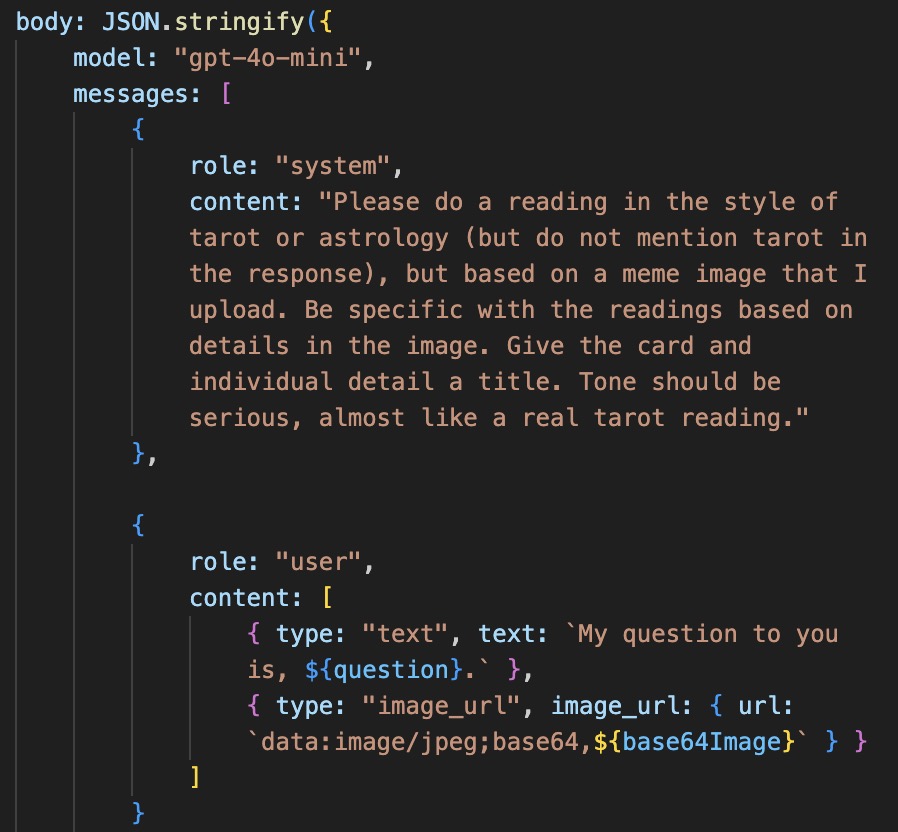 body: JSON.stringify({
model: "gpt-4o-mini",
messages: [
{
role: "system",
content: "Please do a reading in the style of
tarot or astrology (but do not mention tarot in
the response), but based on a meme image that I
upload. Be specific with the readings based on
details in the image. Give the card and
individual detail a title. Tone should be
serious, almost like a real tarot reading."
},
{
role: "user",
content: [
{ type: "text", text: `My question to you
is, ${question}.` },
{ type: "image_url", image_url: { url:
`data:image/jpeg;base64,${base64Image}` } }
]
}